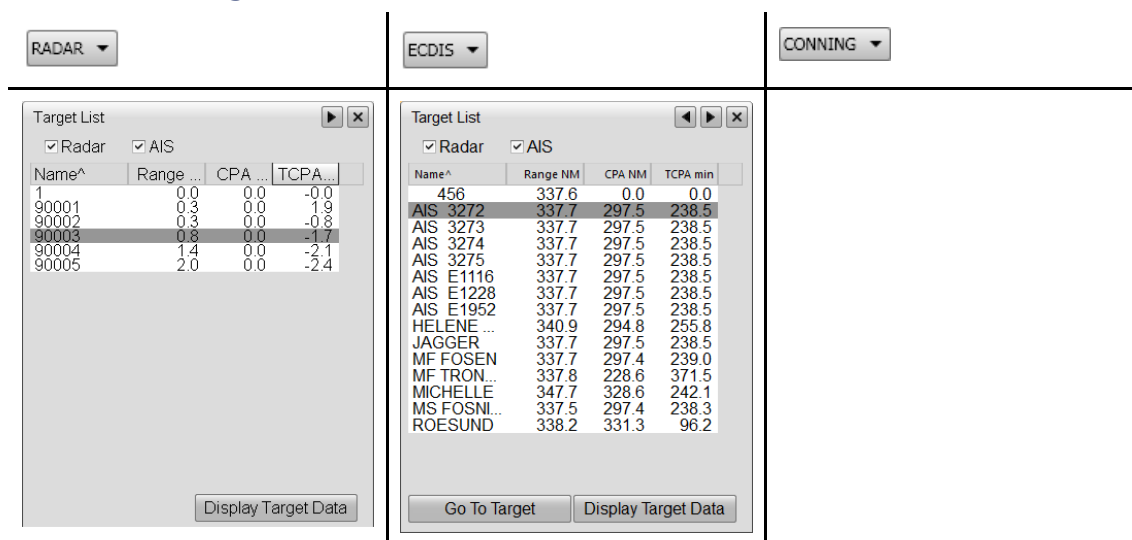 RADAR
ECDIS
CONNING
Target List
Radar AIS
Name^ Range ... CPA ... TCPA...
1 0.0 0.0 -0.0
90001 0.3 0.0 1.9
90002 0.3 0.0 -0.8
90003 0.8 0.0 -1.7
90004 1.4 0.0 -2.1
90005 2.0 0.0 -2.4
Display Target Data
Target List
Radar AIS
Name^ Range NM CPA NM TCPA min
456 337.6 0.0 0.0
AIS 3272 337.7 297.5 238.5
AIS 3273 337.7 297.5 238.5
AIS 3274 337.7 297.5 238.5
AIS 3275 337.7 297.5 238.5
AIS E1116 337.7 297.5 238.5
AIS E1228 337.7 297.5 238.5
AIS E1952 337.7 297.5 238.5
HELENE ... 340.9 294.8 255.8
JAGGER 337.7 297.5 238.5
MF FOSEN 337.7 297.4 239.0
MF TRON... 337.8 228.6 371.5
MICHELLE 347.7 328.6 242.1
MS FOSNI... 337.5 297.4 238.3
ROESUND 338.2 331.3 96.2
Go To Target Display Target Data